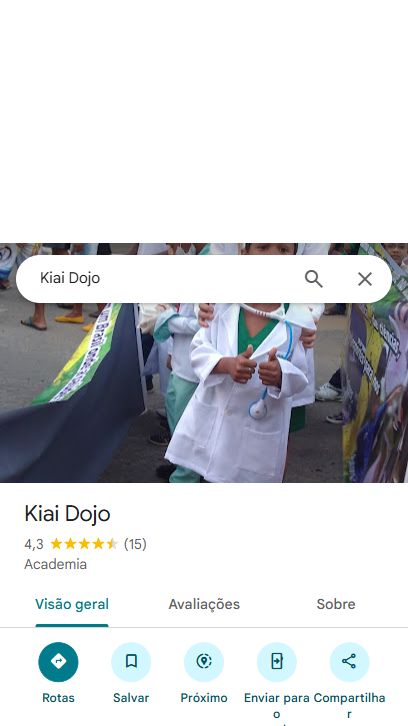 Kiai Dojo
Kiai Dojo
4,3 (15)
Academia
Visão geral Avaliações Sobre
Rotas Salvar Próximo Enviar para o Compartilhar